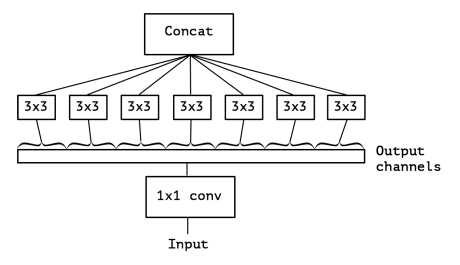 Concat
3x3 3x3 3x3 3x3 3x3 3x3 3x3
Output
channels
1x1 conv
Input